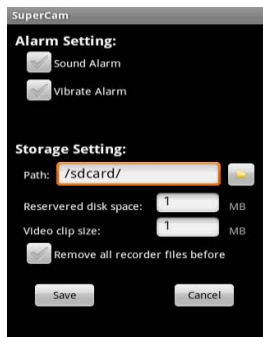 SuperCam
Alarm Setting:
Sound Alarm
Vibrate Alarm
Storage Setting:
Path: /sdcard/
Reservered disk space: 1 MB
Video clip size: 1 MB
Remove all recorder files before
Save Cancel